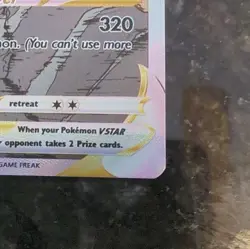 320
on. (You can't use more
retreat
When your Pokémon VSTAR
opponent takes 2 Prize cards.
GAME FREAK